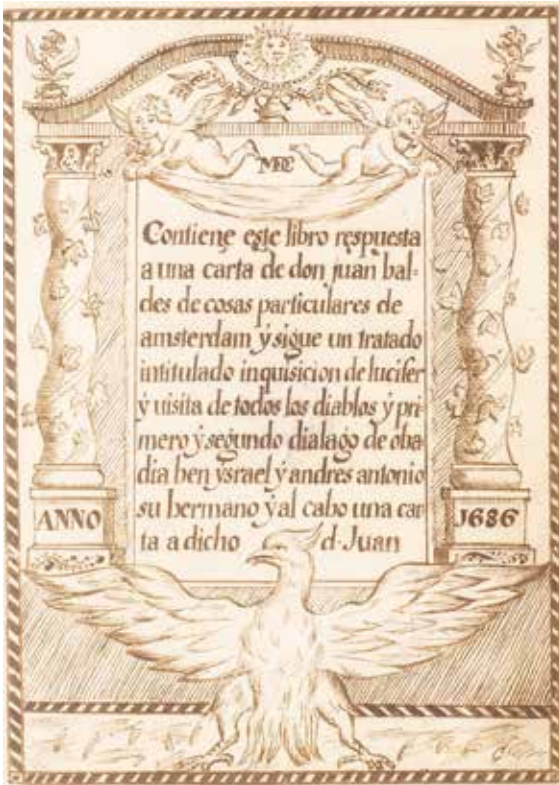 MPC
Contiene este libro respuesta
a una carta de don juan bal-
des de cosas particulares de
amsterdam y sigue un tratado
intitulado inquisicion de lucifer
y uisita de todos los diablos y pri
mero y segundo dialago de oba
dia ben ysrael y andres antonio
su hermano y al cabo una car
ta a dicho d. Juan
ANNO 1686